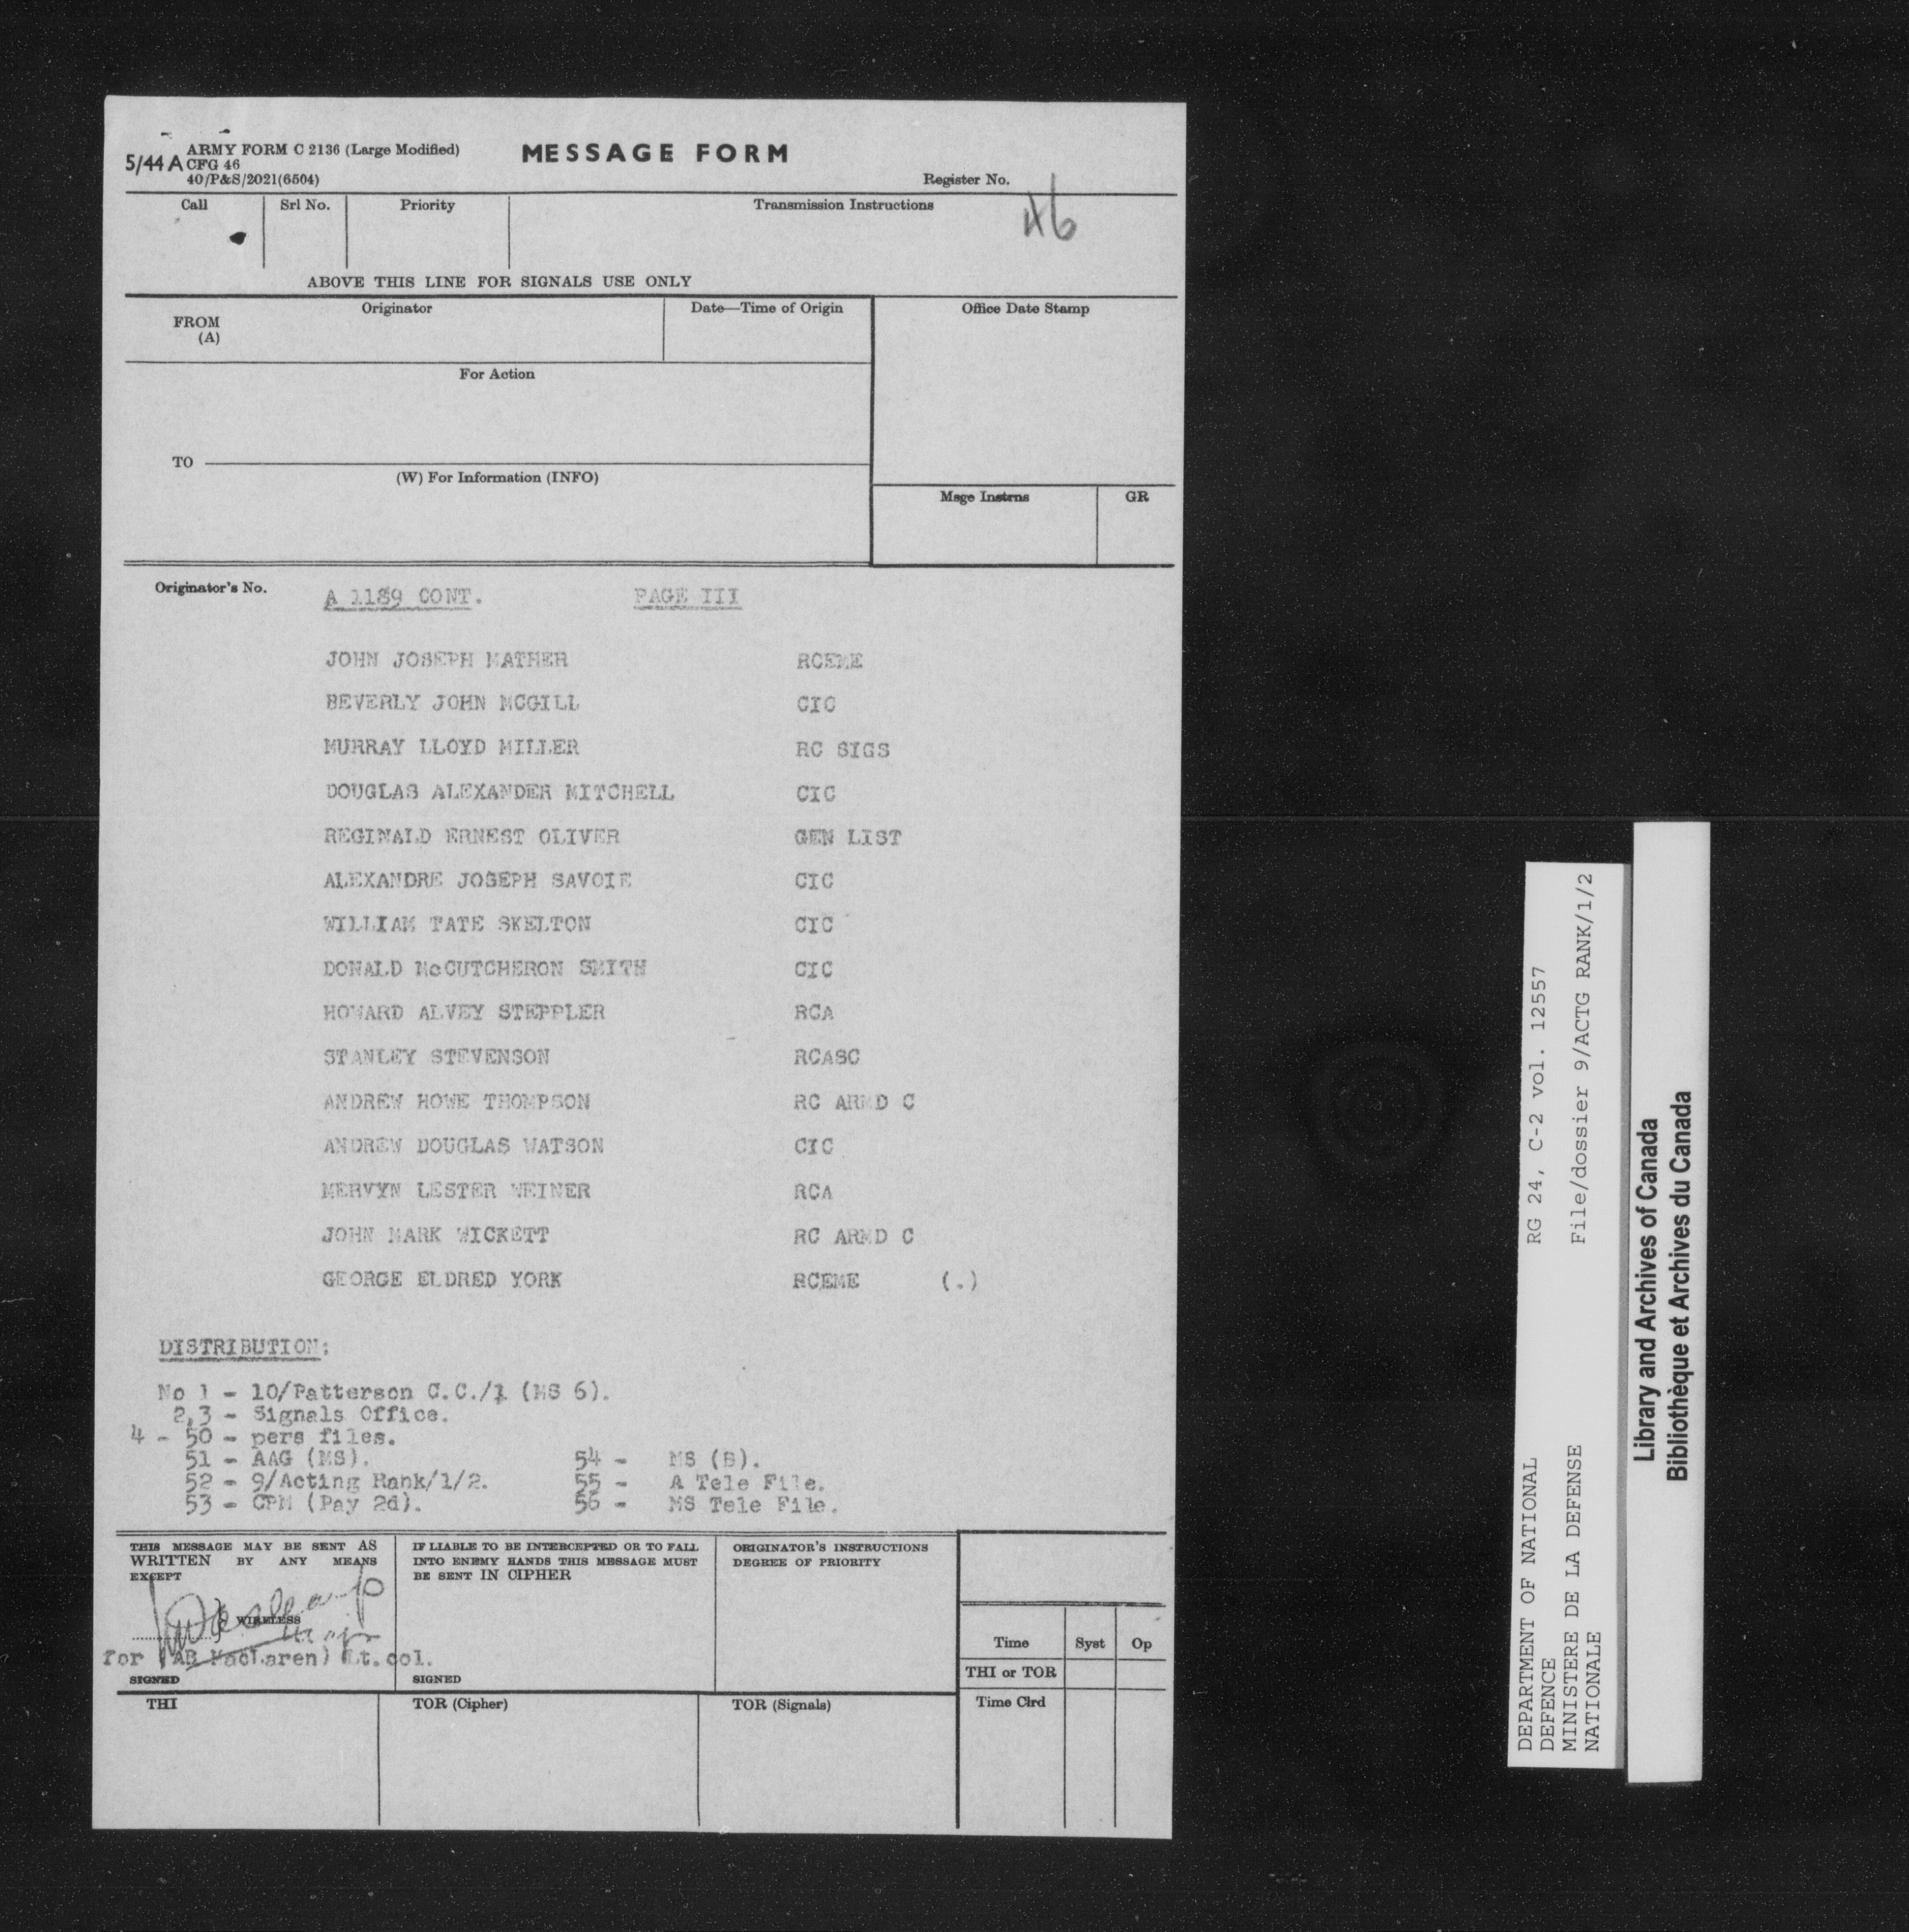 5/44 A ARMY FORM C 2136 (Large Modified)
CFG 46
40/P&S/2021(6504)
MESSAGE FORM
Register No.
Call Srl No. Priority Transmission Instructions
46
ABOVE THIS LINE FOR SIGNALS USE ONLY
FROM (A) Originator Date—Time of Origin Office Date Stamp
For Action
TO
(W) For Information (INFO)
Msge Instrns GR
Originator's No. A 1189 CONT. PAGE III
JOHN JOSEPH MATHER RCEME
BEVERLY JOHN MCGILL CIC
MURRAY LLOYD MILLER RC SIGS
DOUGLAS ALEXANDER MITCHELL CIC
REGINALD ERNEST OLIVER GEN LIST
ALEXANDRE JOSEPH SAVOIE CIC
WILLIAM TATE SKELTON CIC
DONALD McCUTCHERON SMITH CIC
HOWARD ALVEY STEPPLER RCA
STANLEY STEVENSON RCASC
ANDREW HOWE THOMPSON RC ARMD C
ANDREW DOUGLAS WATSON CIC
MERVYN LESTER WEINER RCA
JOHN MARK WICKETT RC ARMD C
GEORGE ELDRED YORK RCEME (.)
DISTRIBUTION:
No 1 - 10/Patterson C.C./1 (MS 6).
2,3 - Signals Office.
4 - 50 - pers files.
51 - AAG (MS). 54 - MS (B).
52 - 9/Acting Rank/1/2. 55 - A Tele File.
53 - CPM (Pay 2d). 56 - MS Tele File.
THIS MESSAGE MAY BE SENT AS
WRITTEN BY ANY MEANS
EXCEPT
WIRELESS
for (AB MacLaren) Lt.col.
SIGNED
IF LIABLE TO BE INTERCEPTED OR TO FALL
INTO ENEMY HANDS THIS MESSAGE MUST
BE SENT IN CIPHER
SIGNED
ORIGINATOR'S INSTRUCTIONS
DEGREE OF PRIORITY
Time Syst Op
THI or TOR
Time Clrd
THI TOR (Cipher) TOR (Signals)
DEPARTMENT OF NATIONAL
DEFENCE
MINISTERE DE LA DEFENSE
NATIONALE
RG 24, C-2 vol. 12557
File/dossier 9/ACTG RANK/1/2
Library and Archives of Canada
Bibliothèque et Archives du Canada